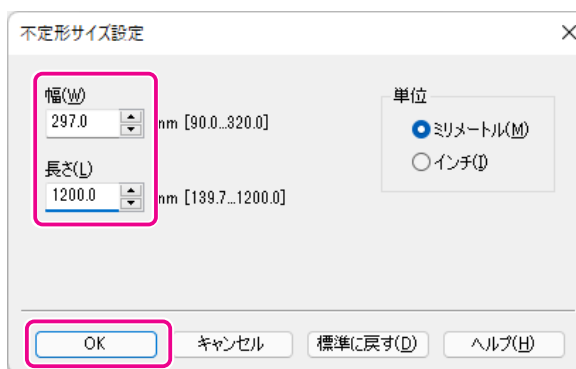 不定形サイズ設定
幅(W)
297.0 mm [90.0...320.0]
長さ(L)
1200.0 mm [139.7...1200.0]
単位
ミリメートル(M)
インチ(I)
OK キャンセル 標準に戻す(D) ヘルプ(H)